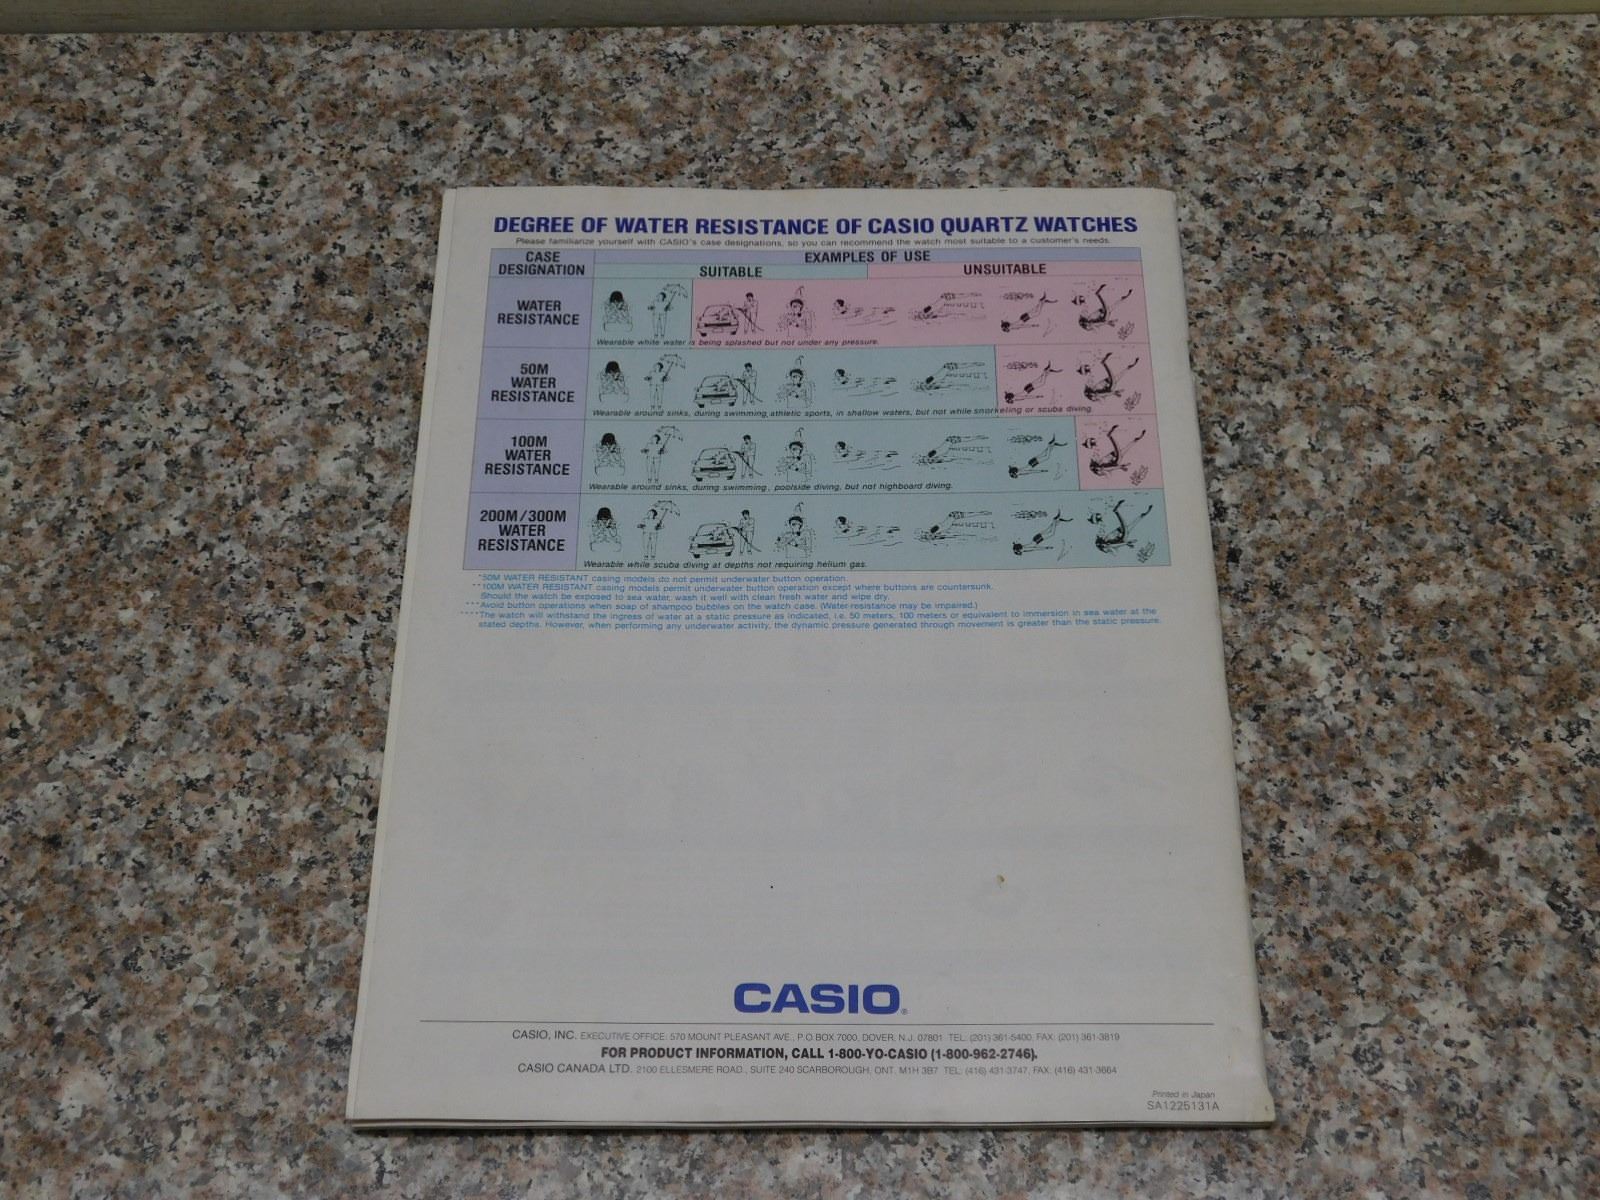 DEGREE OF WATER RESISTANCE OF CASIO QUARTZ WATCHES
Please familiarize yourself with CASIO's case designations, so you can recommend the watch most suitable to a customer's needs.
CASE DESIGNATION
EXAMPLES OF USE
SUITABLE
UNSUITABLE
WATER
RESISTANCE
Wearable white water is being splashed but not under any pressure.
50M
WATER
RESISTANCE
Wearable around sinks, during swimming, athletic sports, in shallow waters, but not while snorkeling or scuba diving.
100M
WATER
RESISTANCE
Wearable around sinks, during swimming, poolside diving, but not highboard diving.
200M/300M
WATER
RESISTANCE
Wearable while scuba diving at depths not requiring helium gas.
*50M WATER RESISTANT casing models do not permit underwater button operation.
**100M WATER RESISTANT casing models permit underwater button operation except where buttons are countersunk.
Should the watch be exposed to sea water, wash it well with clean fresh water and wipe dry.
***Avoid button operations when soap of shampoo bubbles on the watch case. (Water-resistance may be impaired.)
****The watch will withstand the ingress of water at a static pressure as indicated, i.e. 50 meters, 100 meters or equivalent to immersion in sea water at the
stated depths. However, when performing any underwater activity, the dynamic pressure generated through movement is greater than the static pressure.
CASIO®
CASIO, INC. EXECUTIVE OFFICE: 570 MOUNT PLEASANT AVE., P.O BOX 7000, DOVER, N.J. 07801 TEL: (201) 361-5400, FAX: (201) 361-3819
FOR PRODUCT INFORMATION, CALL 1-800-YO-CASIO (1-800-962-2746).
CASIO CANADA LTD. 2100 ELLESMERE ROAD., SUITE 240 SCARBOROUGH, ONT. M1H 3B7 TEL: (416) 431-3747, FAX: (416) 431-3664
Printed in Japan
SA1225131A